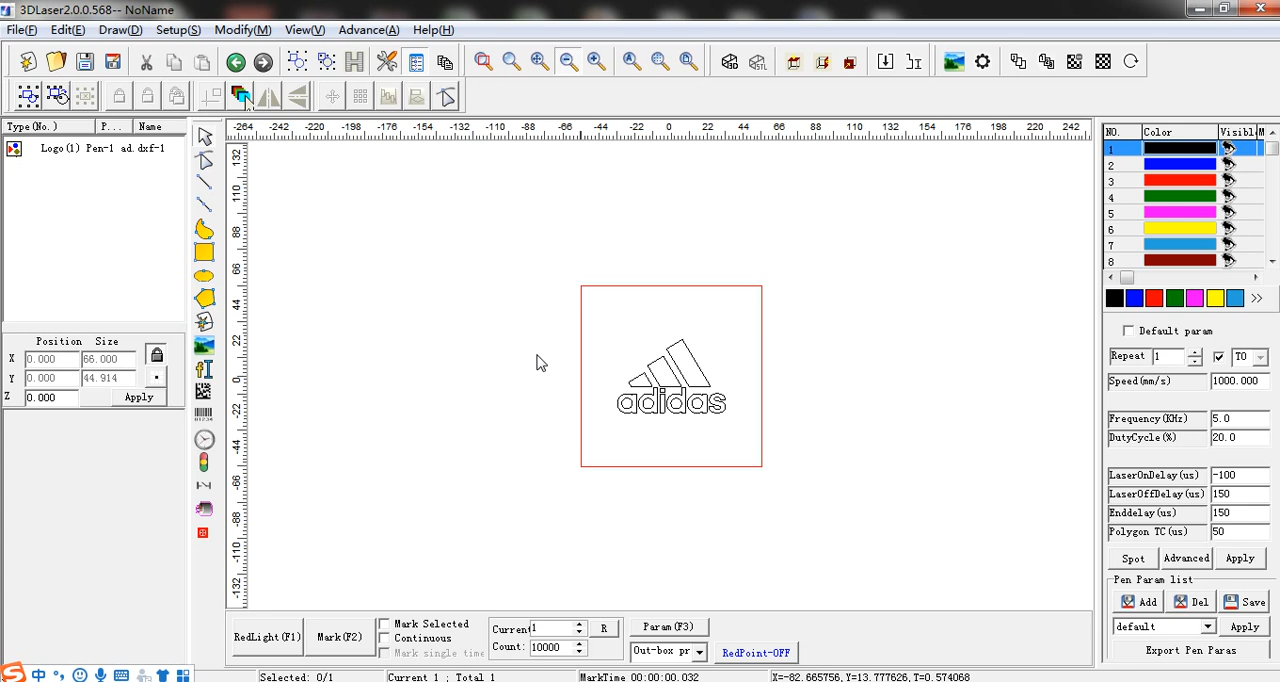 3DLaser2.0.0.568-- NoName
File(F) Edit(E) Draw(D) Setup(S) Modify(M) View(V) Advance(A) Help(H)
Type(No.) P... Name
Logo(1) Pen-1 ad.dxf-1
-264 -242 -220 -198 -176 -154 -132 -110 -88 -66 -44 -22 0 22 44 66 88 110 132 154 176 198 220 242
132
110
88
66
44
22
0
-22
-44
-66
-88
-110
-132
adidas
Position Size
X 0.000 66.000
Y 0.000 44.914
Z 0.000 Apply
NO. Color Visibl M
1
2
3
4
5
6
7
8
Default param
Repeat 1 T0
Speed(mm/s) 1000.000
Frequency(KHz) 5.0
DutyCycle(%) 20.0
LaserOnDelay(us) -100
LaserOffDelay(us) 150
Enddelay(us) 150
Polygon TC(us) 50
Spot Advanced Apply
Pen Param list
Add Del Save
default Apply
Export Pen Paras
RedLight(F1) Mark(F2)
Mark Selected
Continuous
Mark single time
Current 1 R
Count: 10000
Param(F3)
Out-box pr RedPoint-OFF
中
Selected: 0/1 Current 1 : Total 1 MarkTime 00:00:00.032 X=-82.665756,Y=13.777626,T=0.574068